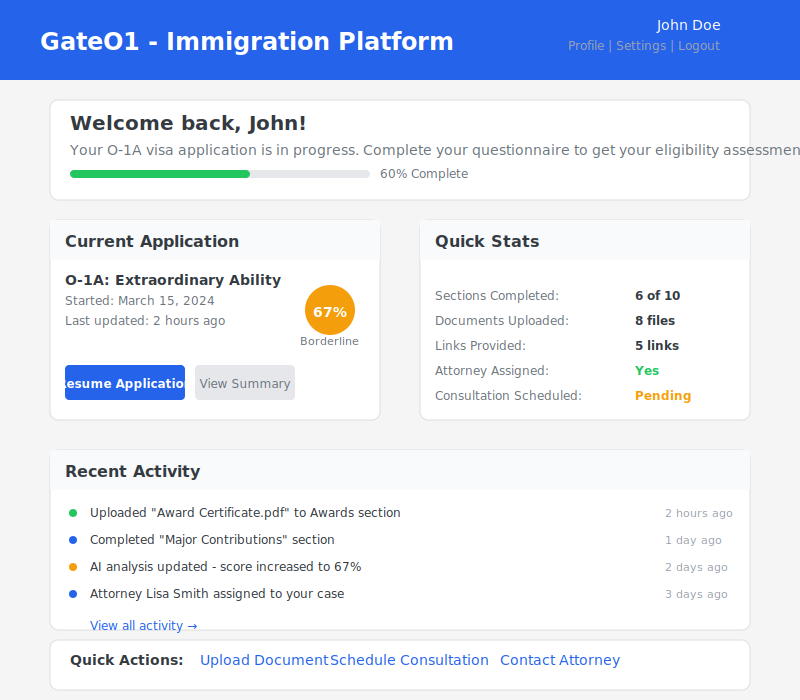 GateO1 - Immigration Platform
John Doe
Profile | Settings | Logout
Welcome back, John!
Your O-1A visa application is in progress. Complete your questionnaire to get your eligibility assessmen
60% Complete
Current Application
O-1A: Extraordinary Ability
Started: March 15, 2024
Last updated: 2 hours ago
67%
Borderline
Resume Application
View Summary
Quick Stats
Sections Completed: 6 of 10
Documents Uploaded: 8 files
Links Provided: 5 links
Attorney Assigned: Yes
Consultation Scheduled: Pending
Recent Activity
Uploaded "Award Certificate.pdf" to Awards section 2 hours ago
Completed "Major Contributions" section 1 day ago
AI analysis updated - score increased to 67% 2 days ago
Attorney Lisa Smith assigned to your case 3 days ago
View all activity →
Quick Actions: Upload Document Schedule Consultation Contact Attorney